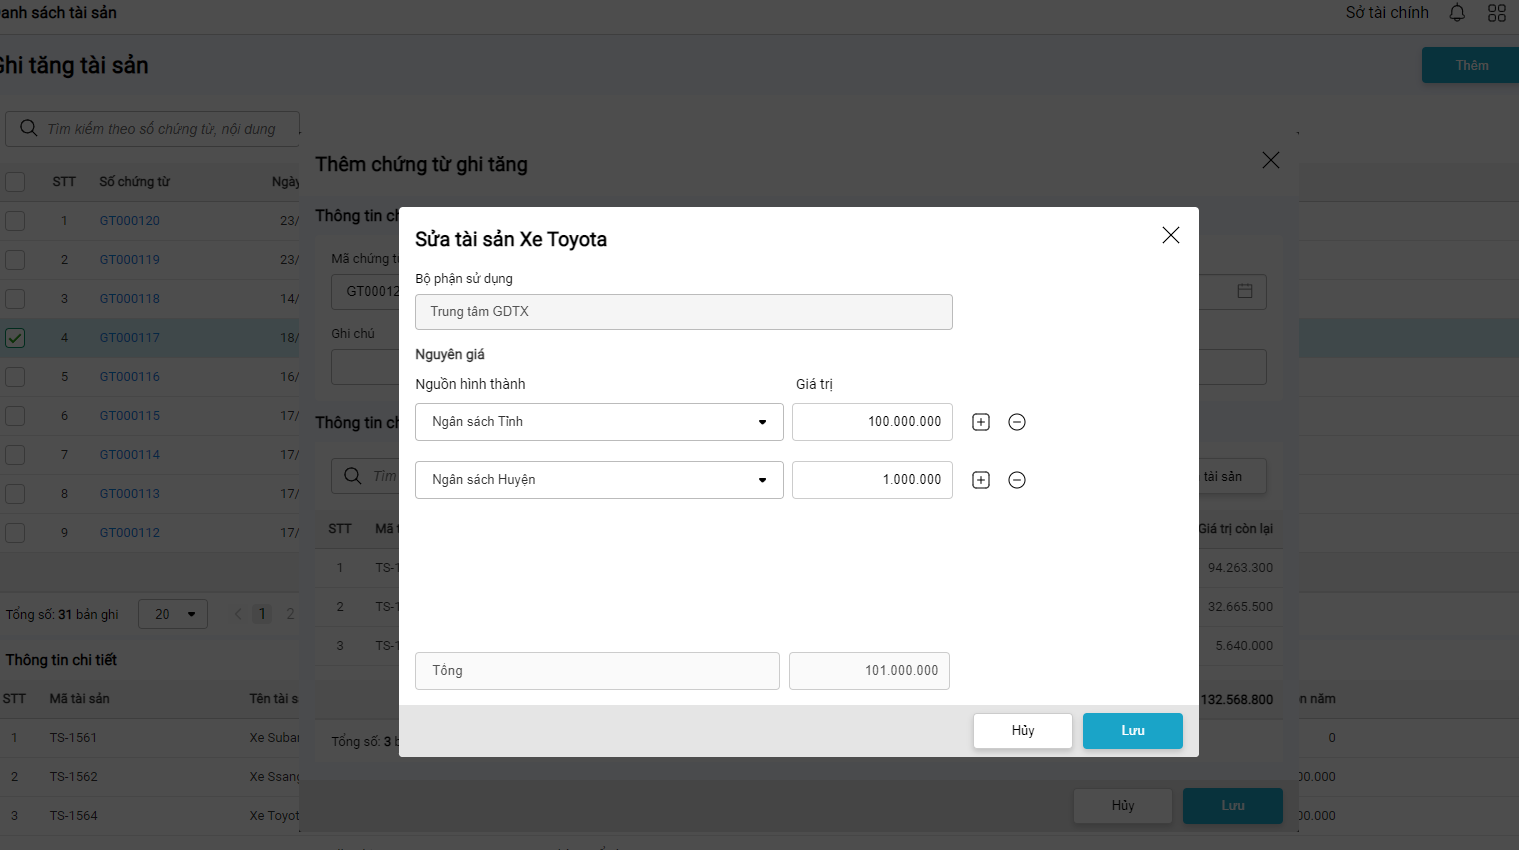 anh sách tài sản
Sở tài chính
Ghi tăng tài sản
Thêm
Tìm kiếm theo số chứng từ, nội dung
STT Số chứng từ Ngày
1 GT000120 23/
2 GT000119 23/
3 GT000118 14/
4 GT000117 18/
5 GT000116 16/
6 GT000115 17/
7 GT000114 17/
8 GT000113 17/
9 GT000112 17/
Tổng số: 31 bản ghi 20 1 2
Thông tin chi tiết
STT Mã tài sản Tên tài s
1 TS-1561 Xe Subar
2 TS-1562 Xe Ssang
3 TS-1564 Xe Toyot
Thêm chứng từ ghi tăng
Thông tin ch
Mã chứng từ
GT00012
Ghi chú
Thông tin ch
Tìm
tài sản
STT Mã t Giá trị còn lại
1 TS-1 94.263.300
2 TS-1 32.665.500
3 TS-1 5.640.000
132.568.800
Tổng số: 3 b
Hủy Lưu
Sửa tài sản Xe Toyota
Bộ phận sử dụng
Trung tâm GDTX
Nguyên giá
Nguồn hình thành Giá trị
Ngân sách Tỉnh 100.000.000
Ngân sách Huyện 1.000.000
Tổng 101.000.000
Hủy Lưu
n năm
0
00.000
00.000